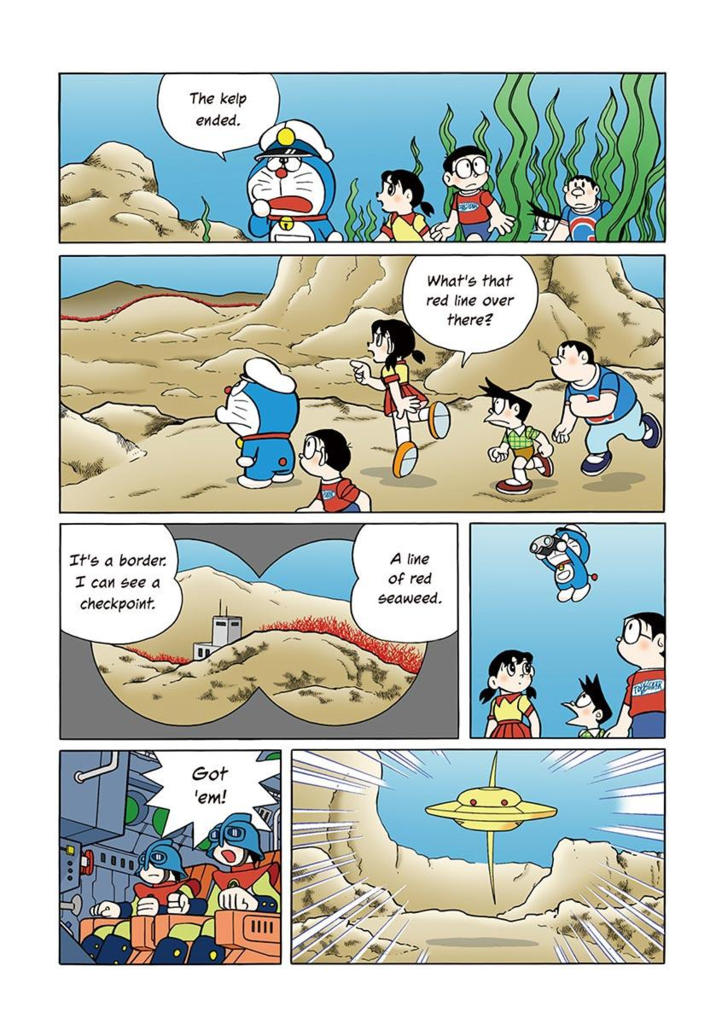 The kelp
ended.
What's that
red line over
there?
It's a border.
I can see a
checkpoint.
A line
of red
seaweed.
Got
'em!